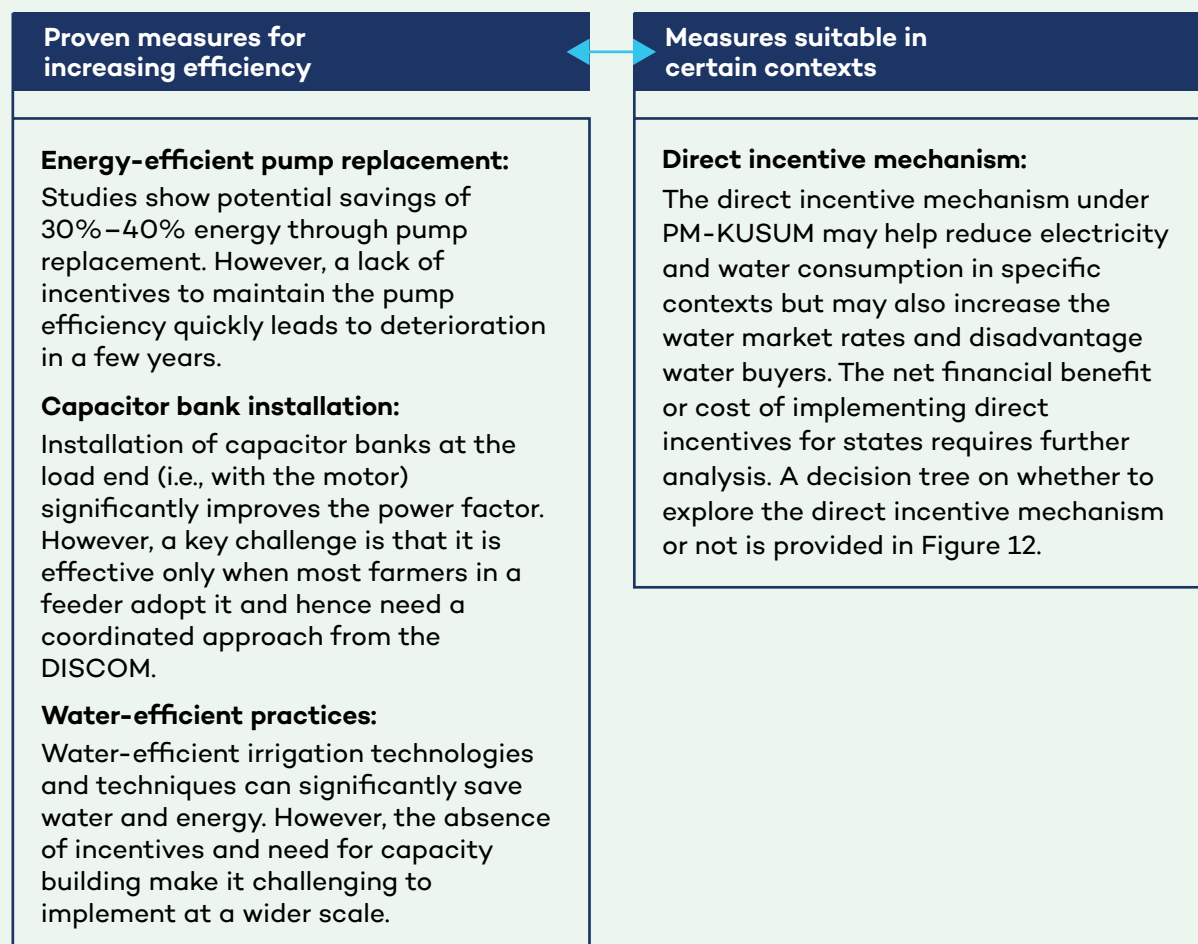 Proven measures for
increasing efficiency
Energy-efficient pump replacement:
Studies show potential savings of
30%–40% energy through pump
replacement. However, a lack of
incentives to maintain the pump
efficiency quickly leads to deterioration
in a few years.
Capacitor bank installation:
Installation of capacitor banks at the
load end (i.e., with the motor)
significantly improves the power factor.
However, a key challenge is that it is
effective only when most farmers in a
feeder adopt it and hence need a
coordinated approach from the
DISCOM.
Water-efficient practices:
Water-efficient irrigation technologies
and techniques can significantly save
water and energy. However, the absence
of incentives and need for capacity
building make it challenging to
implement at a wider scale.
Measures suitable in
certain contexts
Direct incentive mechanism:
The direct incentive mechanism under
PM-KUSUM may help reduce electricity
and water consumption in specific
contexts but may also increase the
water market rates and disadvantage
water buyers. The net financial benefit
or cost of implementing direct
incentives for states requires further
analysis. A decision tree on whether to
explore the direct incentive mechanism
or not is provided in Figure 12.